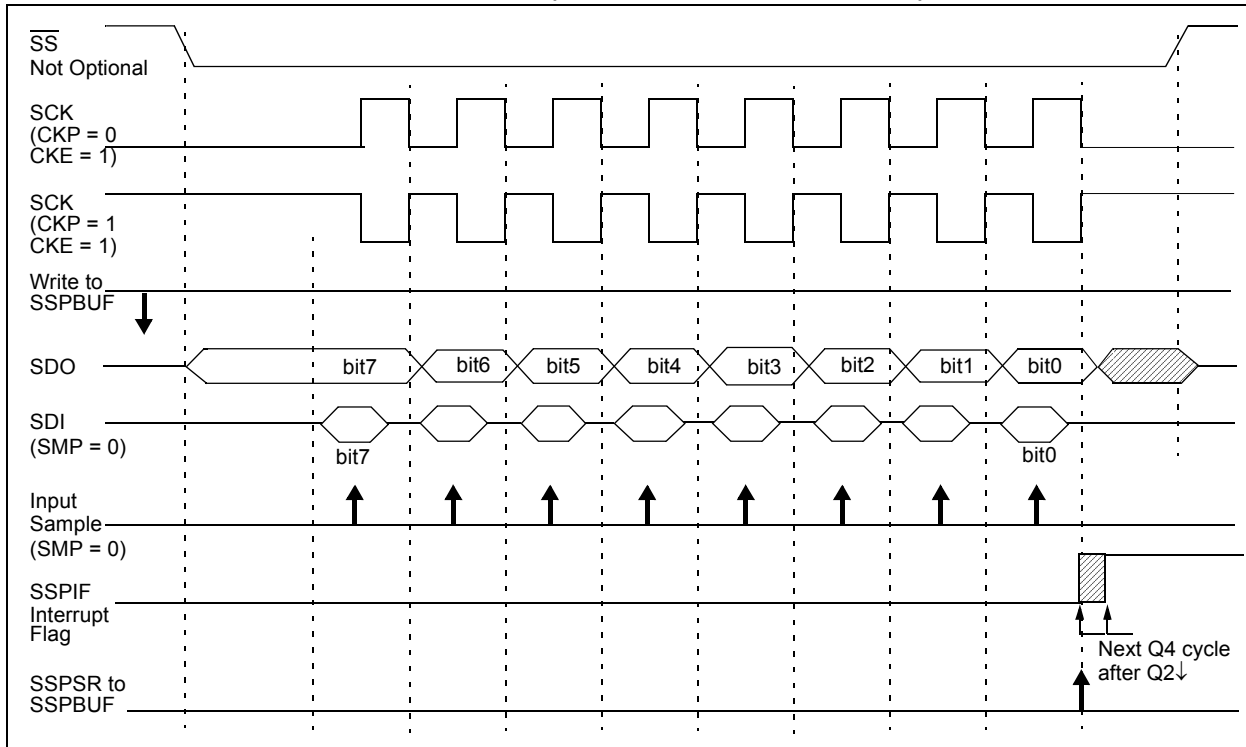 SS
Not Optional
SCK
(CKP = 0
CKE = 1)
SCK
(CKP = 1
CKE = 1)
Write to
SSPBUF
SDO
bit7 bit6 bit5 bit4 bit3 bit2 bit1 bit0
SDI
(SMP = 0)
bit7 bit0
Input
Sample
(SMP = 0)
SSPIF
Interrupt
Flag
Next Q4 cycle
after Q2↓
SSPSR to
SSPBUF